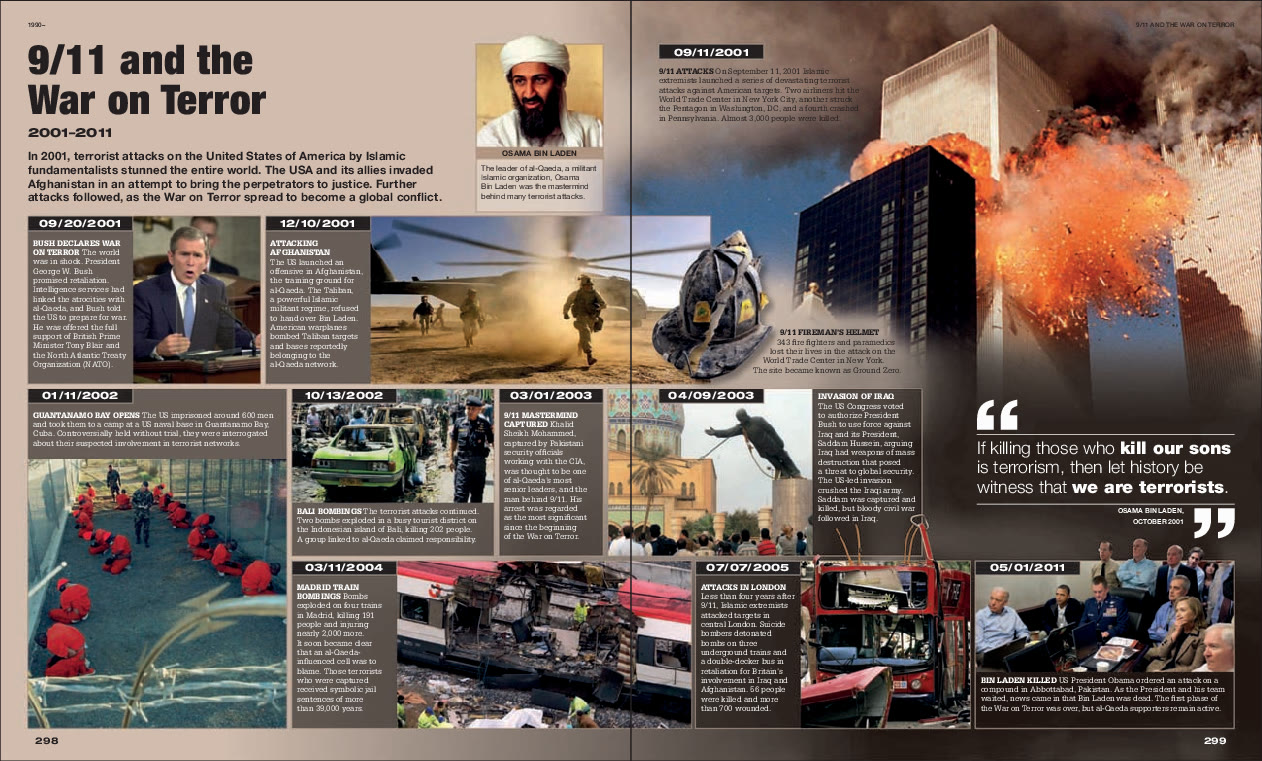 1990–
9/11 and the
War on Terror
2001–2011
In 2001, terrorist attacks on the United States of America by Islamic
fundamentalists stunned the entire world. The USA and its allies invaded
Afghanistan in an attempt to bring the perpetrators to justice. Further
attacks followed, as the War on Terror spread to become a global conflict.
OSAMA BIN LADEN
The leader of al-Qaeda, a militant
Islamic organization, Osama
Bin Laden was the mastermind
behind many terrorist attacks.
9/11 AND THE WAR ON TERROR
09/11/2001
9/11 ATTACKS On September 11, 2001 Islamic
extremists launched a series of devastating terrorist
attacks against American targets. Two airliners hit the
World Trade Center in New York City, another struck
the Pentagon in Washington, DC, and a fourth crashed
in Pennsylvania. Almost 3,000 people were killed.
09/20/2001
BUSH DECLARES WAR
ON TERROR The world
was in shock. President
George W. Bush
promised retaliation.
Intelligence services had
linked the atrocities with
al-Qaeda, and Bush told
the US to prepare for war.
He was offered the full
support of British Prime
Minister Tony Blair and
the North Atlantic Treaty
Organization (NATO).
12/10/2001
ATTACKING
AFGHANISTAN
The US launched an
offensive in Afghanistan,
the training ground for
al-Qaeda. The Taliban,
a powerful Islamic
militant regime, refused
to hand over Bin Laden.
American warplanes
bombed Taliban targets
and bases reportedly
belonging to the
al-Qaeda network.
9/11 FIREMAN'S HELMET
343 fire fighters and paramedics
lost their lives in the attack on the
World Trade Center in New York.
The site became known as Ground Zero.
01/11/2002
GUANTANAMO BAY OPENS The US imprisoned around 600 men
and took them to a camp at a US naval base in Guantanamo Bay,
Cuba. Controversially held without trial, they were interrogated
about their suspected involvement in terrorist networks.
10/13/2002
BALI BOMBINGS The terrorist attacks continued.
Two bombs exploded in a busy tourist district on
the Indonesian island of Bali, killing 202 people.
A group linked to al-Qaeda claimed responsibility.
03/01/2003
9/11 MASTERMIND
CAPTURED Khalid
Sheikh Mohammed,
captured by Pakistani
security officials
working with the CIA,
was thought to be one
of al-Qaeda's most
senior leaders, and the
man behind 9/11. His
arrest was regarded
as the most significant
since the beginning
of the War on Terror.
04/09/2003
INVASION OF IRAQ
The US Congress voted
to authorize President
Bush to use force against
Iraq and its President,
Saddam Hussein, arguing
Iraq had weapons of mass
destruction that posed
a threat to global security.
The US-led invasion
crushed the Iraqi army.
Saddam was captured and
killed, but bloody civil war
followed in Iraq.
“
If killing those who kill our sons
is terrorism, then let history be
witness that we are terrorists.
OSAMA BIN LADEN,
OCTOBER 2001
”
03/11/2004
MADRID TRAIN
BOMBINGS Bombs
exploded on four trains
in Madrid, killing 191
people and injuring
nearly 2,000 more.
It soon became clear
that an al-Qaeda-
influenced cell was to
blame. Those terrorists
who were captured
received symbolic jail
sentences of more
than 39,000 years.
07/07/2005
ATTACKS IN LONDON
Less than four years after
9/11, Islamic extremists
attacked targets in
central London. Suicide
bombers detonated
bombs on three
underground trains and
a double-decker bus in
retaliation for Britain's
involvement in Iraq and
Afghanistan. 56 people
were killed and more
than 700 wounded.
05/01/2011
BIN LADEN KILLED US President Obama ordered an attack on a
compound in Abbottabad, Pakistan. As the President and his team
waited, news came in that Bin Laden was dead. The first phase of
the War on Terror was over, but al-Qaeda supporters remain active.
298
299